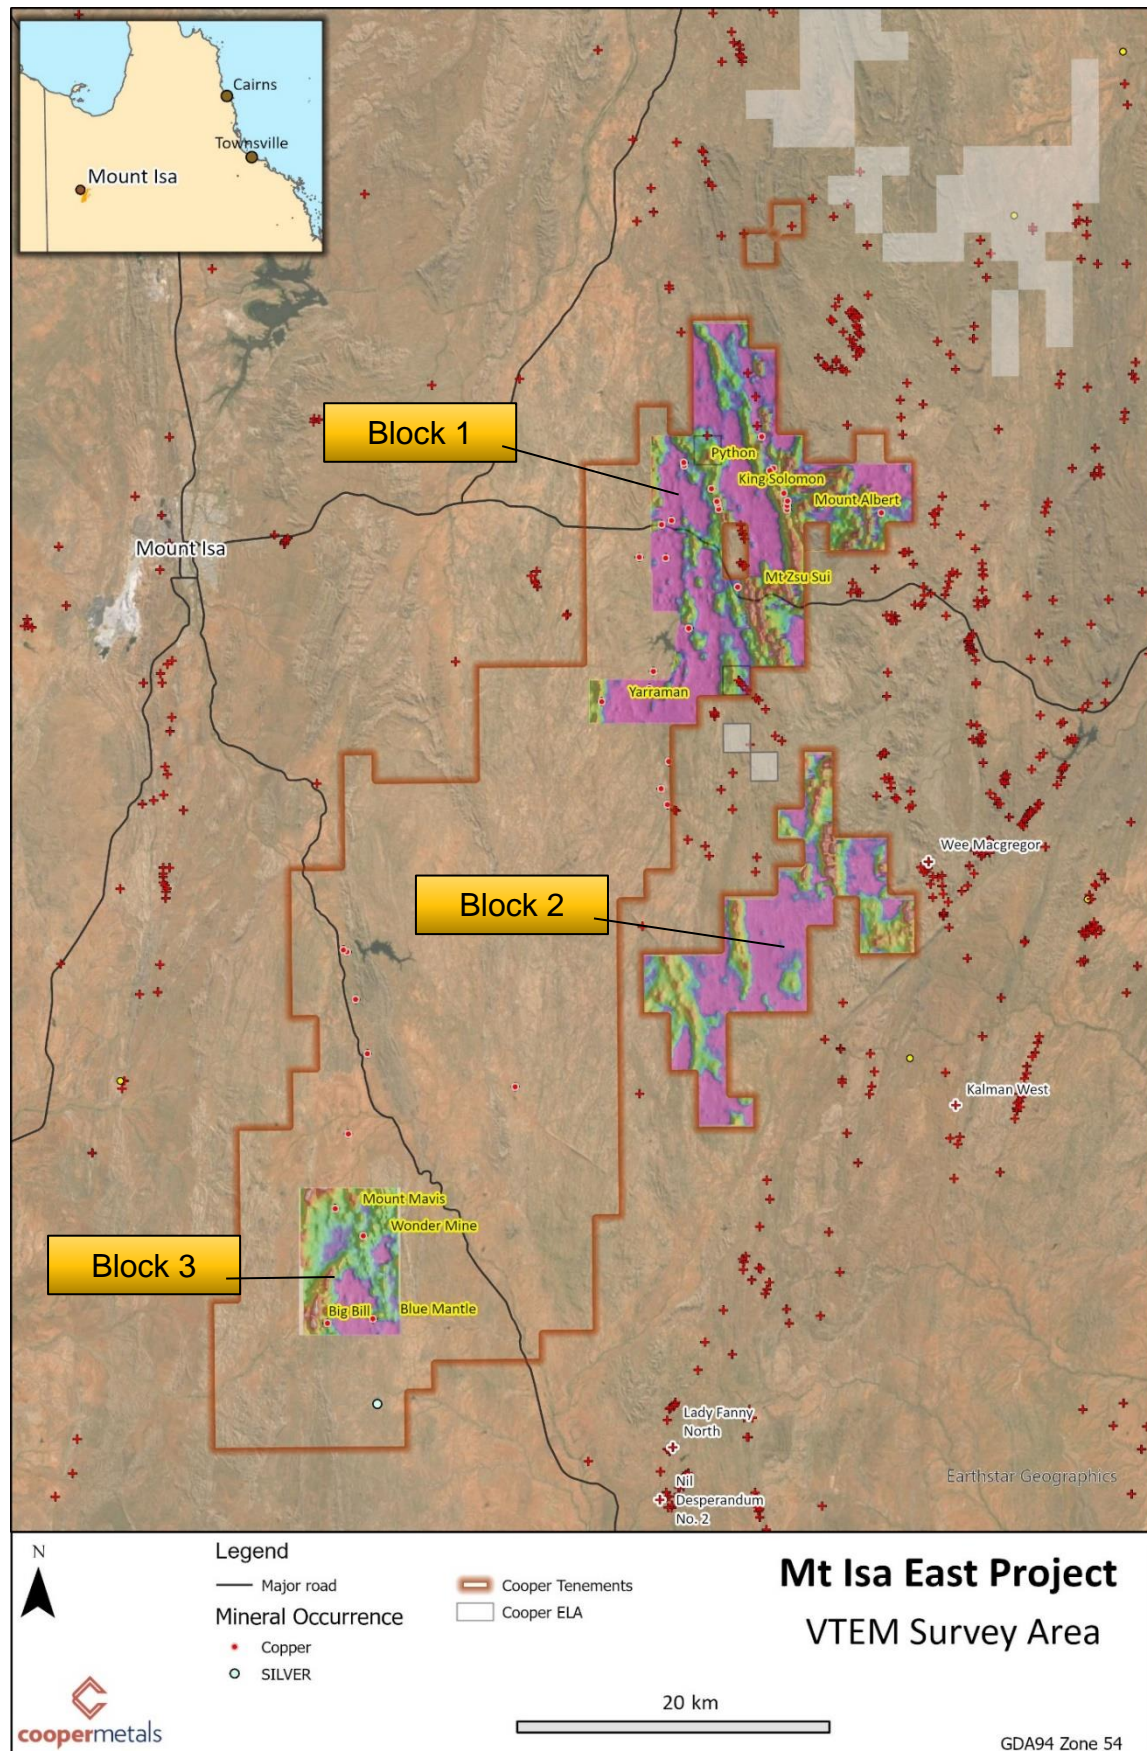 Cairns
Townsville
Mount Isa
Block 1
Python
King Solomon
Mount Albert
Mount Isa
Mt Zsu Sui
Yarraman
Wee Macgregor
Block 2
Kalman West
Mount Mavis
Wonder Mine
Block 3
Big Bill
Blue Mantle
Lady Fanny
North
Earthstar Geographics
Nil
Desperandum
No. 2
N
Legend
Major road
Mineral Occurrence
Copper
SILVER
Cooper Tenements
Cooper ELA
Mt Isa East Project
VTEM Survey Area
20 km
coopermetals
GDA94 Zone 54